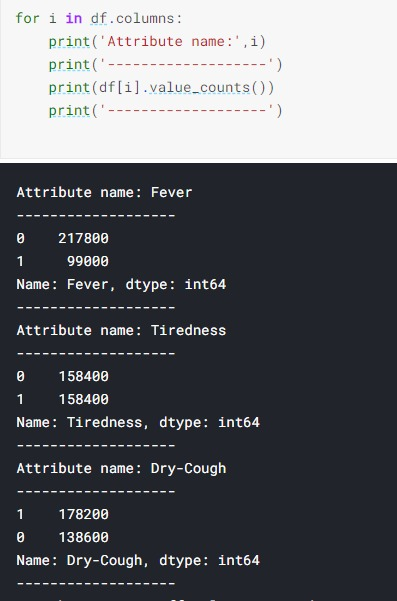 for i in df.columns:
    print('Attribute name:',i)
    print('-------------------')
    print(df[i].value_counts())
    print('-------------------')
Attribute name: Fever
-------------------
0    217800
1     99000
Name: Fever, dtype: int64
-------------------
Attribute name: Tiredness
-------------------
0    158400
1    158400
Name: Tiredness, dtype: int64
-------------------
Attribute name: Dry-Cough
-------------------
1    178200
0    138600
Name: Dry-Cough, dtype: int64
-------------------